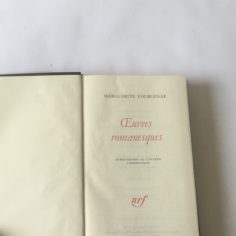 MARGUERITE YOURCENAR
Œuvres
romanesques
nrf